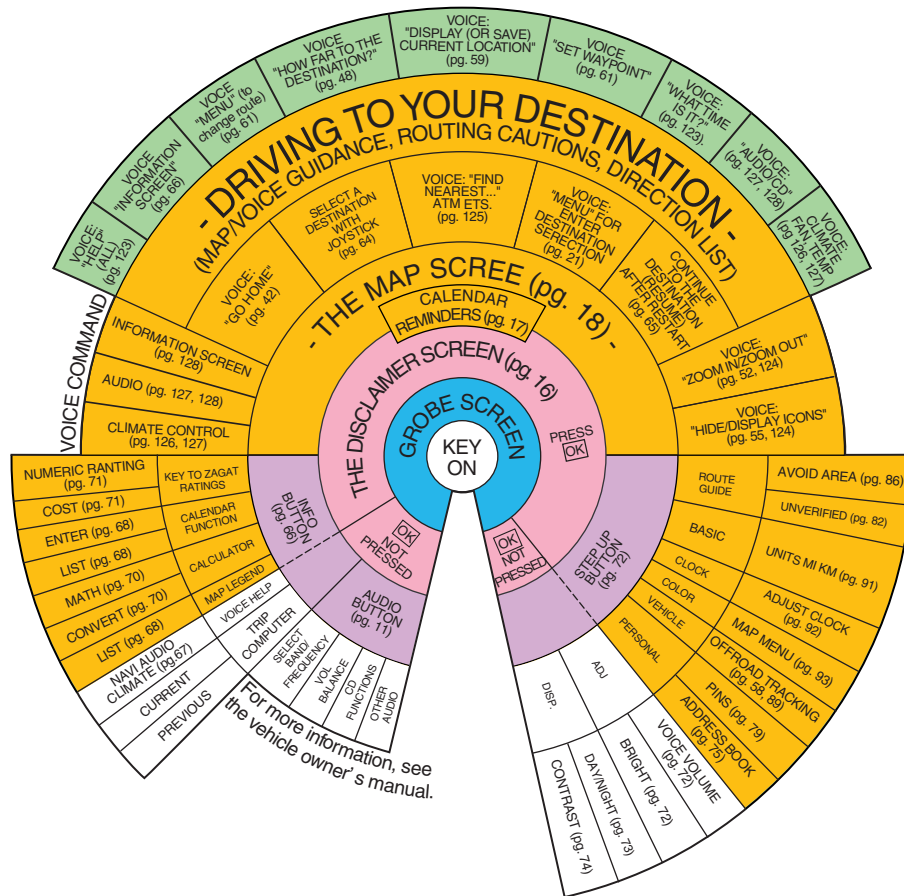 VOICE:
"HELP"
(ALL)
(pg. 123)
VOICE
"INFORMATION
SCREEN"
(pg. 66)
VOCE
"MENU" (to
change route)
(pg. 61)
VOICE
"HOW FAR TO THE
DESTINATION?"
(pg. 48)
VOICE:
"DISPLAY (OR SAVE)
CURRENT LOCATION"
(pg. 59)
VOICE
"SET WAYPOINT"
(pg. 61)
VOICE:
"WHAT TIME
IS IT?"
(pg. 123).
VOICE:
"AUDIO/CD"
(pg. 127, 128)
VOICE:
CLIMATE
FAN, TEMP
(pg 126, 127)
- DRIVING TO YOUR DESTINATION -
(MAP/VOICE GUIDANCE, ROUTING CAUTIONS, DIRECTION LIST)
VOICE:
"GO HOME"
(pg. 42)
SELECT A
DESTINATION
WITH
JOYSTICK
(pg. 64)
VOICE: "FIND
NEAREST..."
ATM ETS.
(pg. 125)
VOICE:
"MENU" FOR
ENTER
DESTINATION
SERECTION
(pg. 21)
CONTINUE
TO THE
DESTINATION
(RESUME)
AFTER RESTART
(pg. 65)
- THE MAP SCREE (pg. 18) -
CALENDAR
REMINDERS (pg. 17)
VOICE COMMAND
INFORMATION SCREEN
(pg. 128)
AUDIO (pg. 127, 128)
CLIMATE CONTROL
(pg. 126, 127)
VOICE:
"ZOOM IN/ZOOM OUT"
(pg. 52, 124)
VOICE:
"HIDE/DISPLAY ICONS"
(pg. 55, 124)
THE DISCLAIMER SCREEN (pg. 16)
PRESS
OK
GROBE SCREEN
KEY
ON
OK
NOT
PRESSED
OK
NOT
PRESSED
INFO
BUTTON
(pg. 66)
AUDIO
BUTTON
(pg. 11)
STEP UP
BUTTON
(pg. 72)
NUMERIC RANTING
(pg. 71)
COST (pg. 71)
ENTER (pg. 68)
LIST (pg. 68)
MATH (pg. 70)
CONVERT (pg. 70)
LIST (pg. 68)
NAVI AUDIO
CLIMATE (pg.67)
CURRENT
PREVIOUS
KEY TO ZAGAT
RATINGS
CALENDAR
FUNCTION
CALCULATOR
MAP LEGEND
VOICE HELP
TRIP
COMPUTER
SELECT
BAND/
FREQUENCY
VOL
BALANCE
CD
FUNCTIONS
OTHER
AUDIO
For more information, see
the vehicle owner's manual.
ROUTE
GUIDE
BASIC
CLOCK
COLOR
VEHICLE
PERSONAL
ADJ
DISP.
AVOID AREA (pg. 86)
UNVERIFIED (pg. 82)
UNITS MI KM (pg. 91)
ADJUST CLOCK
(pg. 92)
MAP MENU (pg. 93)
OFFROAD TRACKING
(pg. 58, 89)
PINS (pg. 79)
ADDRESS BOOK
(pg. 75)
VOICE VOLUME
(pg. 72)
BRIGHT (pg. 72)
DAY/NIGHT (pg. 73)
CONTRAST (pg. 74)